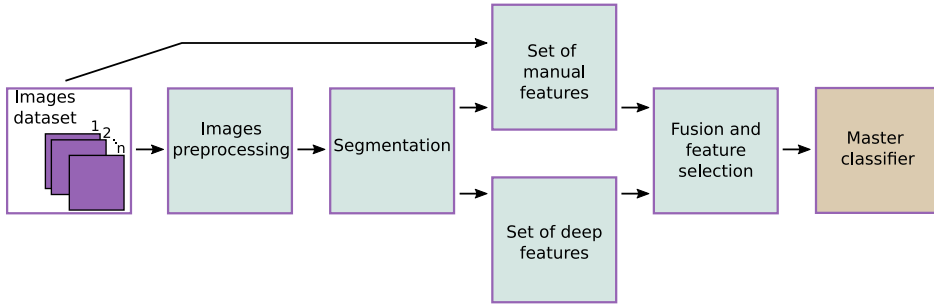 Images
dataset
1
2
n
Images
preprocessing
Segmentation
Set of
manual
features
Set of deep
features
Fusion and
feature
selection
Master
classifier